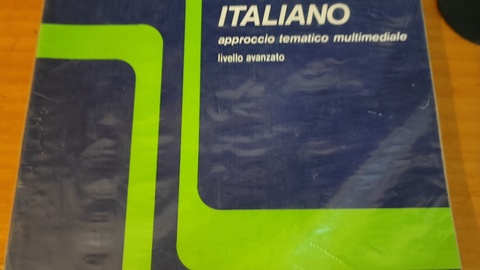 ITALIANO
approccio tematico multimediale
livello avanzato